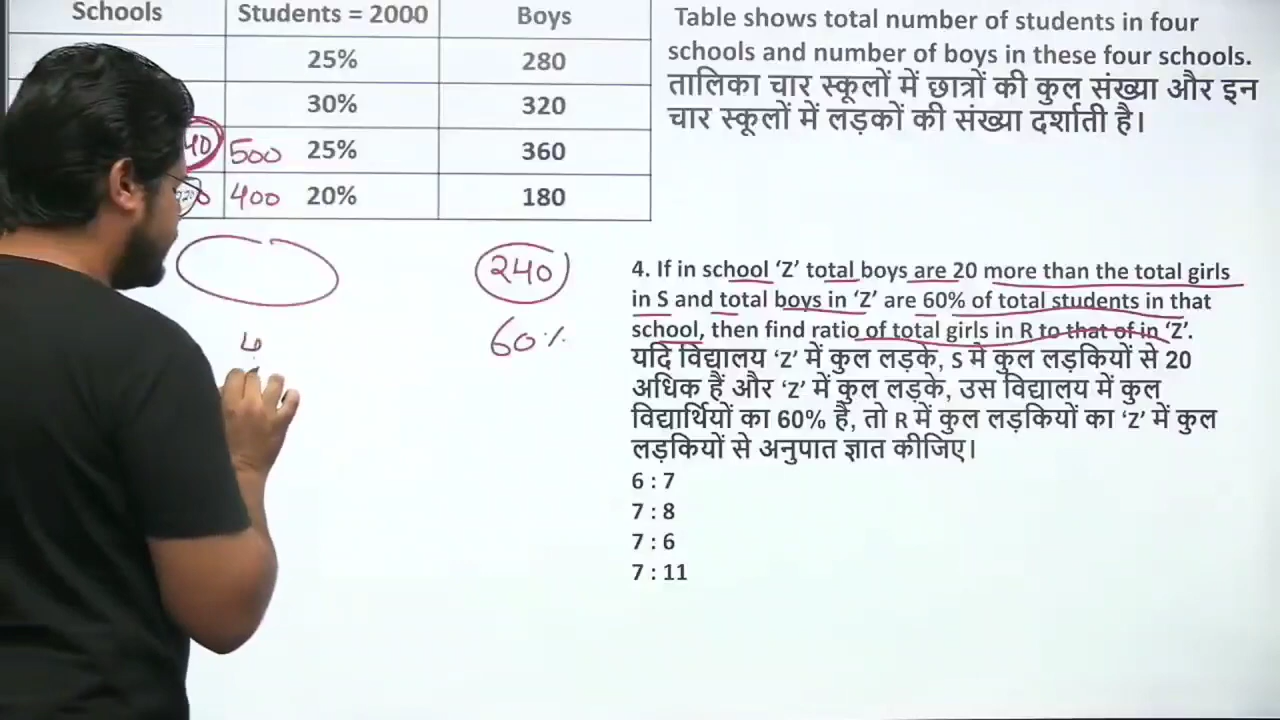 Schools Students = 2000 Boys
25% 280
30% 320
40 500 25% 360
400 20% 180
240
60%
Table shows total number of students in four
schools and number of boys in these four schools.
तालिका चार स्कूलों में छात्रों की कुल संख्या और इन
चार स्कूलों में लड़कों की संख्या दर्शाती है।
4. If in school ‘Z’ total boys are 20 more than the total girls
in S and total boys in ‘Z’ are 60% of total students in that
school, then find ratio of total girls in R to that of in ‘Z’.
यदि विद्यालय ‘Z’ में कुल लड़के, S मे कुल लड़कियों से 20
अधिक हैं और ‘Z’ में कुल लड़के, उस विद्यालय में कुल
विद्यार्थियों का 60% है, तो R में कुल लड़कियों का ‘Z’ में कुल
लड़कियों से अनुपात ज्ञात कीजिए।
6 : 7
7 : 8
7 : 6
7 : 11